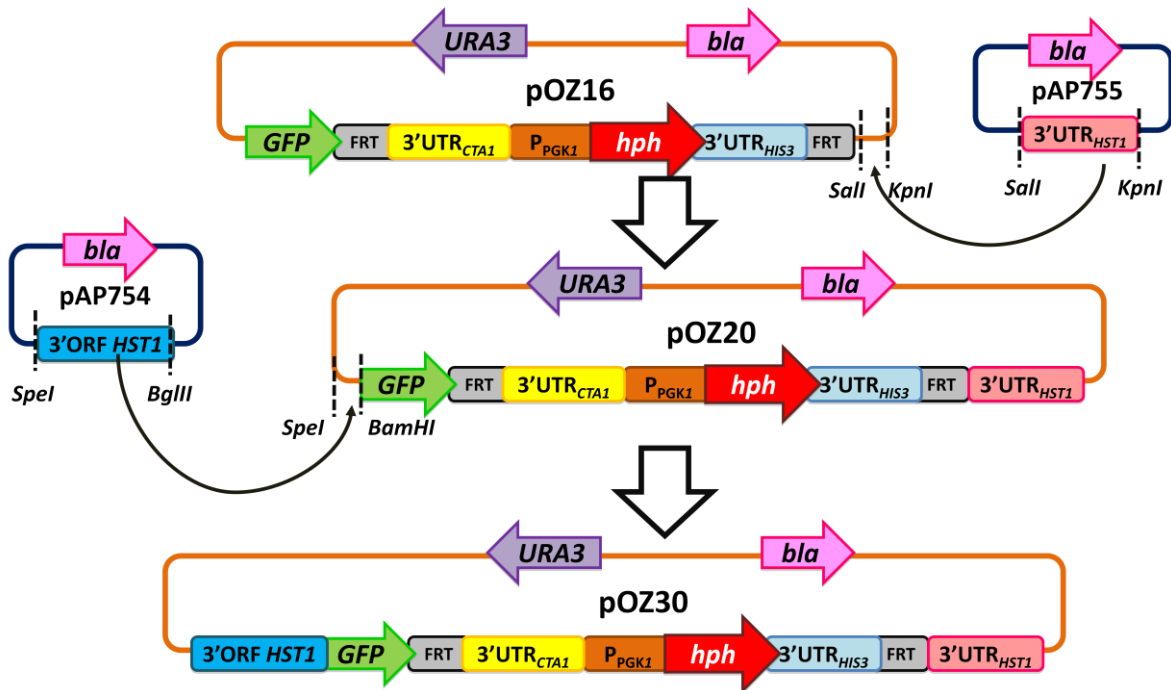 URA3
bla
pOZ16
GFP
FRT
3'UTRCTA1
PPGK1
hph
3'UTRHIS3
FRT
SalI
KpnI
bla
pAP755
3'UTRHST1
SalI
KpnI
bla
pAP754
3'ORF HST1
SpeI
BglII
URA3
bla
pOZ20
GFP
FRT
3'UTRCTA1
PPGK1
hph
3'UTRHIS3
FRT
3'UTRHST1
SpeI
BamHI
URA3
bla
pOZ30
3'ORF HST1
GFP
FRT
3'UTRCTA1
PPGK1
hph
3'UTRHIS3
FRT
3'UTRHST1